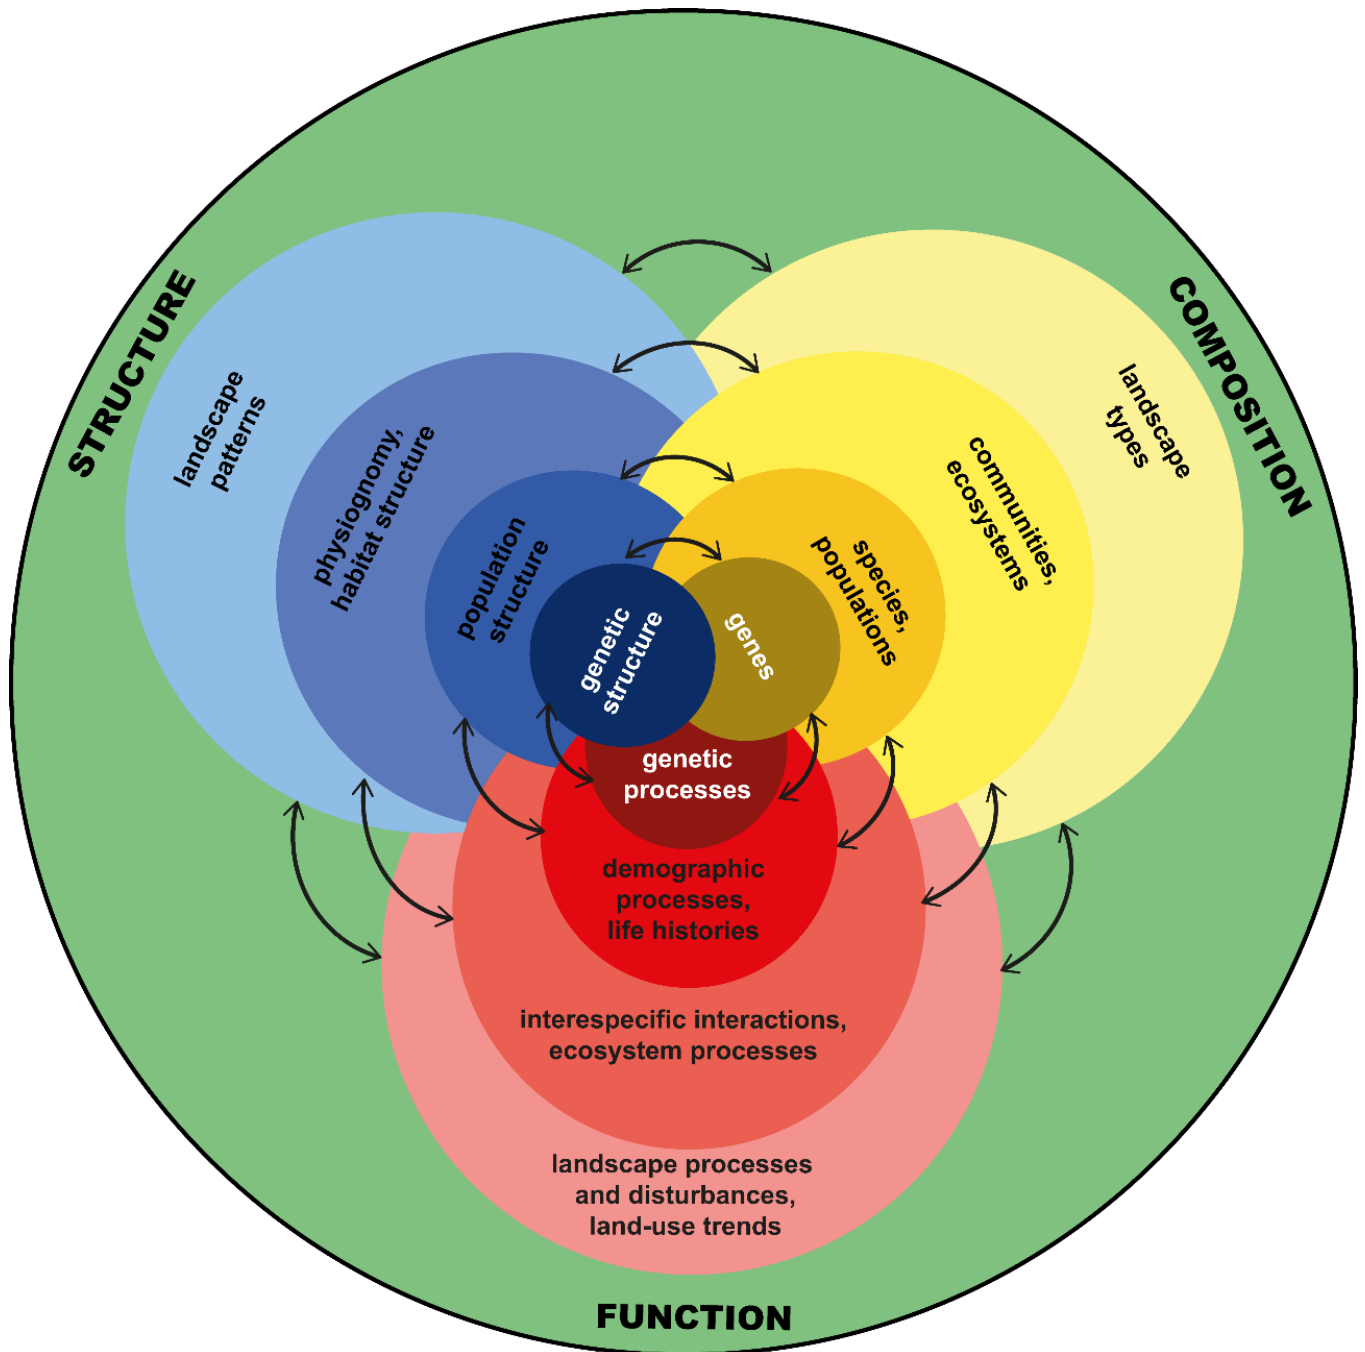 STRUCTURE
landscape
patterns
physiognomy,
habitat structure
population
structure
genetic
structure
COMPOSITION
landscape
types
communities,
ecosystems
species,
populations
genes
genetic
processes
demographic
processes,
life histories
interespecific interactions,
ecosystem processes
landscape processes
and disturbances,
land-use trends
FUNCTION